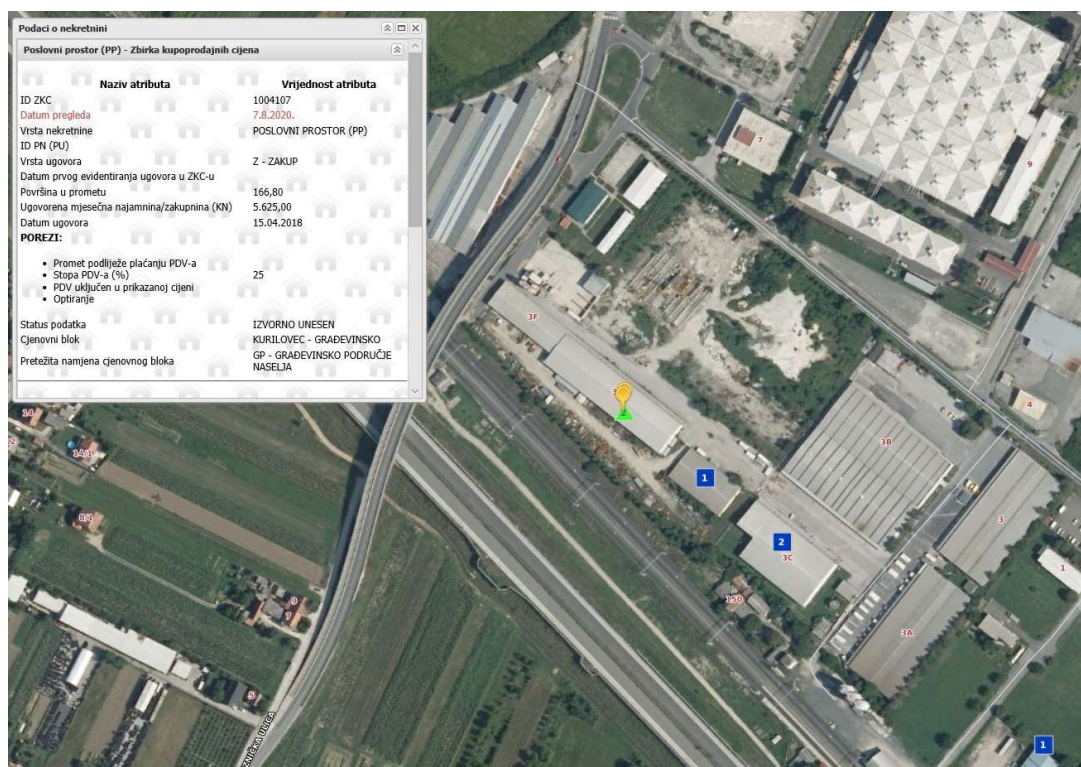 Podaci o nekretnini
Poslovni prostor (PP) - Zbirka kupoprodajnih cijena
Naziv atributa Vrijednost atributa
ID ZKC 1004107
Datum pregleda 7.8.2020.
Vrsta nekretnine POSLOVNI PROSTOR (PP)
ID PN (PU)
Vrsta ugovora Z - ZAKUP
Datum prvog evidentiranja ugovora u ZKC-u
Površina u prometu 166,80
Ugovorena mjesečna najamnina/zakupnina (KN) 5.625,00
Datum ugovora 15.04.2018
POREZI:
• Promet podliježe plaćanju PDV-a
• Stopa PDV-a (%) 25
• PDV uključen u prikazanoj cijeni
• Optiranje
Status podatka IZVORNO UNESEN
Cjenovni blok KURILOVEC - GRAĐEVINSKO
Pretežita namjena cjenovnog bloka GP - GRAĐEVINSKO PODRUČJE
NASELJA
7
9
3F
4
3B
14
14/1
1
3
8/1
2
3C
1
150
9
3A
5
1